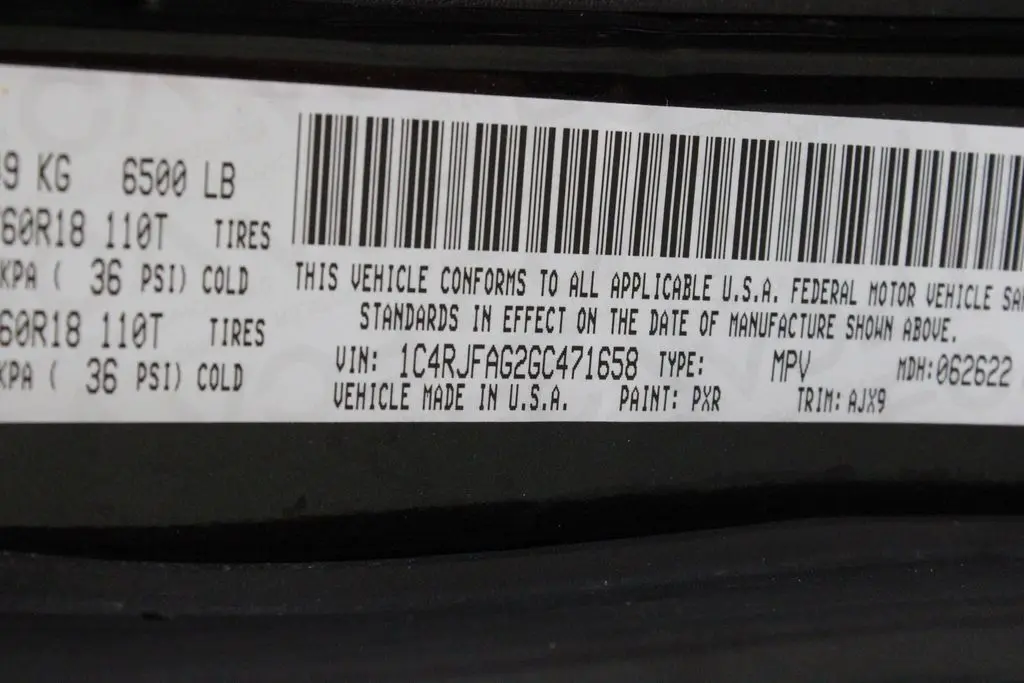 9 KG 6500 LB
60R18 110T TIRES
KPA ( 36 PSI) COLD
60R18 110T TIRES
KPA ( 36 PSI) COLD
THIS VEHICLE CONFORMS TO ALL APPLICABLE U.S.A. FEDERAL MOTOR VEHICLE SA
STANDARDS IN EFFECT ON THE DATE OF MANUFACTURE SHOWN ABOVE.
VIN: 1C4RJFAG2GC471658 TYPE: MPV MDH:062622
VEHICLE MADE IN U.S.A. PAINT: PXR TRIM: AJX9